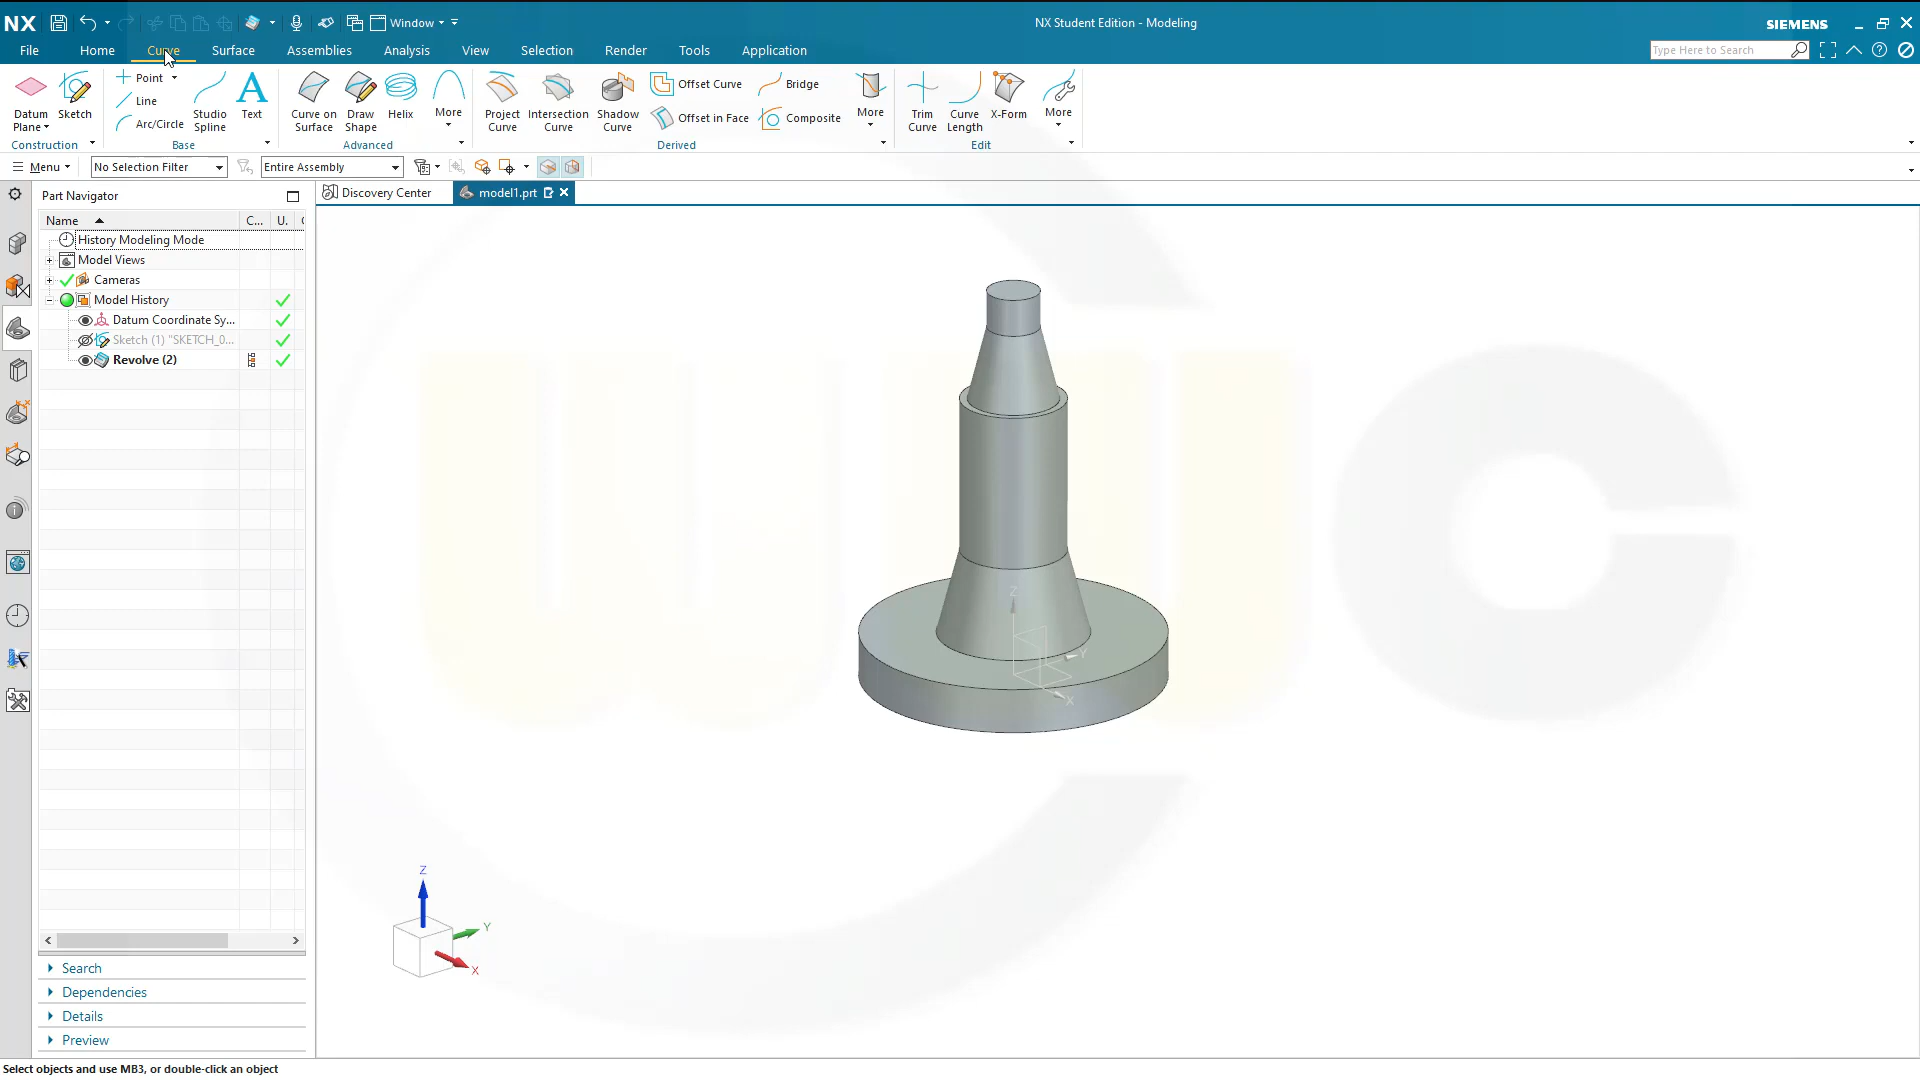 NX Window NX Student Edition - Modeling SIEMENS
File Home Curve Surface Assemblies Analysis View Selection Render Tools Application Type Here to Search
Datum Plane Sketch Point Line Arc/Circle Studio Spline Text Curve on Surface Draw Shape Helix More Project Curve Intersection Curve Shadow Curve Offset Curve Offset in Face Bridge Composite More Trim Curve Curve Length X-Form More
Construction Base Advanced Derived Edit
Menu No Selection Filter Entire Assembly
Part Navigator Discovery Center model1.prt
Name C... U.
History Modeling Mode
Model Views
Cameras
Model History
Datum Coordinate Sy...
Sketch (1) "SKETCH_0...
Revolve (2)
Z
Y
X
Z
Y
X
Search
Dependencies
Details
Preview
Select objects and use MB3, or double-click an object